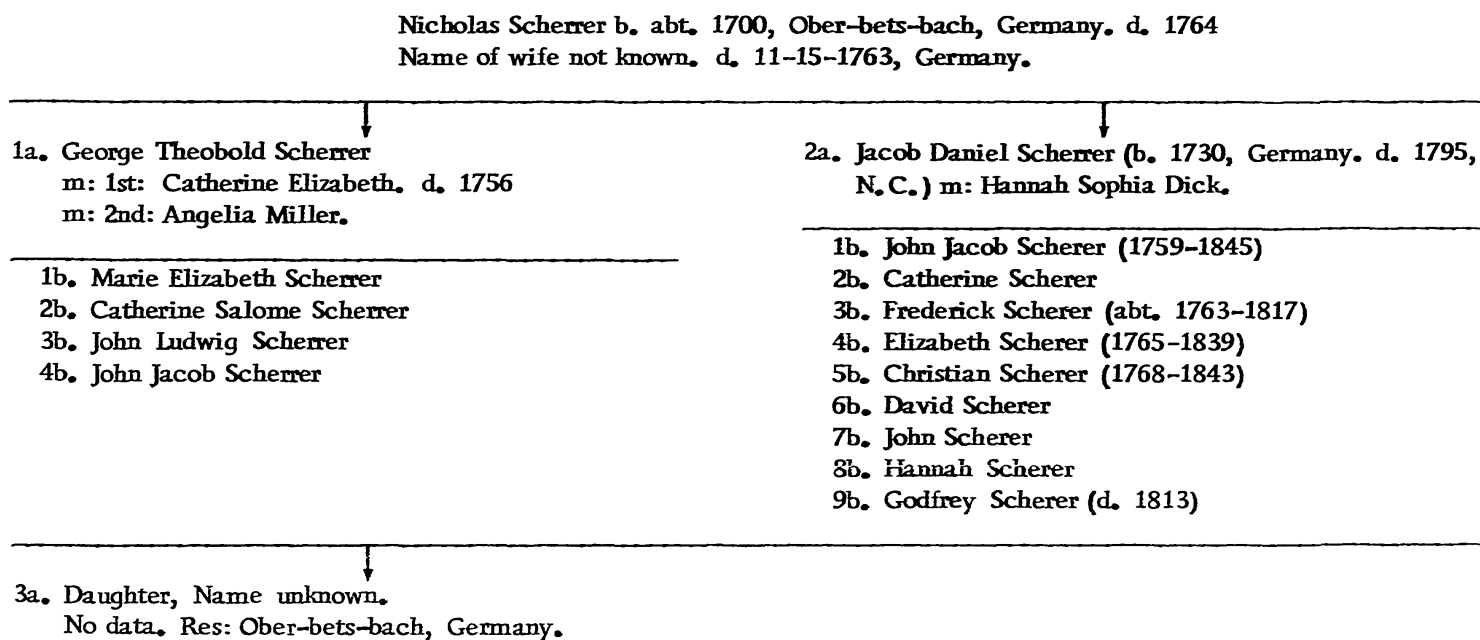 Nicholas Scherrer b. abt. 1700, Ober-bets-bach, Germany. d. 1764
Name of wife not known. d. 11-15-1763, Germany.
1a. George Theobold Scherrer
m: 1st: Catherine Elizabeth. d. 1756
m: 2nd: Angelia Miller.
1b. Marie Elizabeth Scherrer
2b. Catherine Salome Scherrer
3b. John Ludwig Scherrer
4b. John Jacob Scherrer
2a. Jacob Daniel Scherrer (b. 1730, Germany. d. 1795,
N.C.) m: Hannah Sophia Dick.
1b. John Jacob Scherer (1759-1845)
2b. Catherine Scherer
3b. Frederick Scherer (abt. 1763-1817)
4b. Elizabeth Scherer (1765-1839)
5b. Christian Scherer (1768-1843)
6b. David Scherer
7b. John Scherer
8b. Hannah Scherer
9b. Godfrey Scherer (d. 1813)
3a. Daughter, Name unknown.
No data. Res: Ober-bets-bach, Germany.